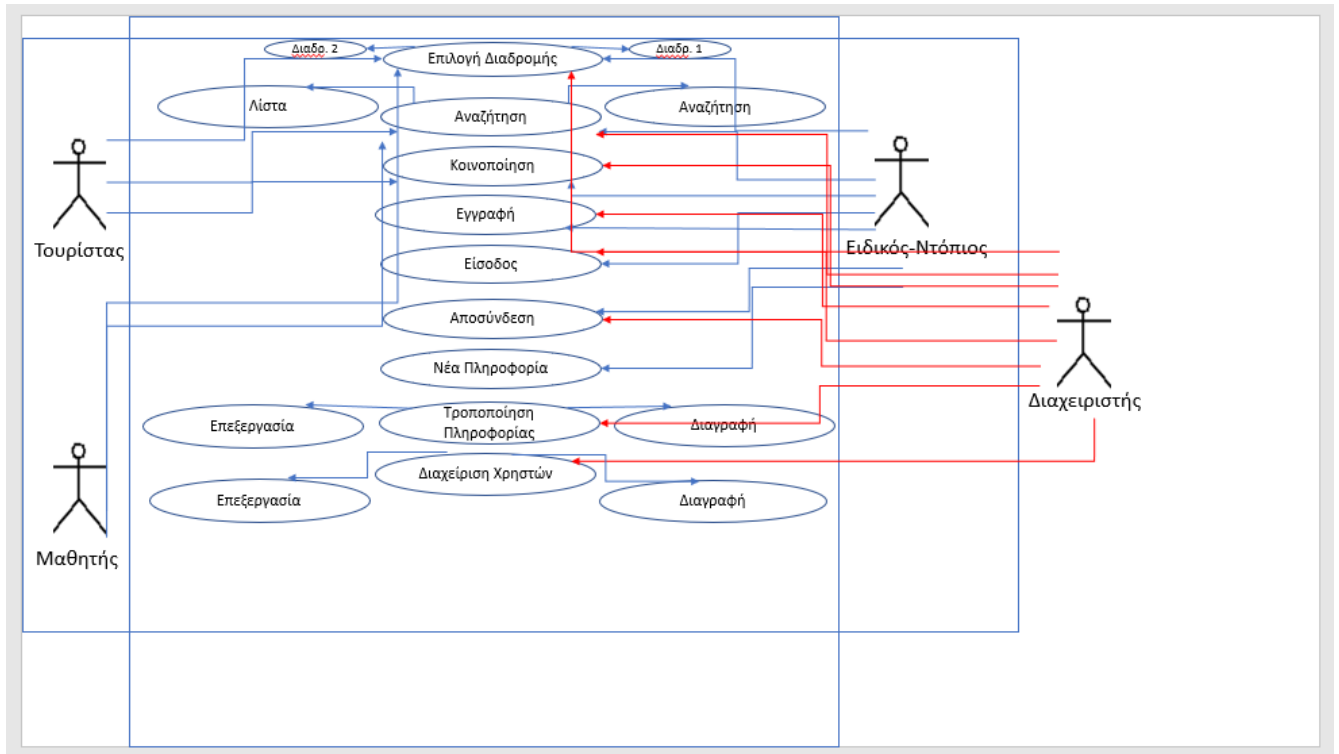 Διαδρ. 2
Επιλογή Διαδρομής
Διαδρ. 1
Λίστα
Αναζήτηση
Αναζήτηση
Κοινοποίηση
Εγγραφή
Τουρίστας
Ειδικός-Ντόπιος
Είσοδος
Αποσύνδεση
Νέα Πληροφορία
Διαχειριστής
Επεξεργασία
Τροποποίηση
Πληροφορίας
Διαγραφή
Διαχείριση Χρηστών
Επεξεργασία
Διαγραφή
Μαθητής